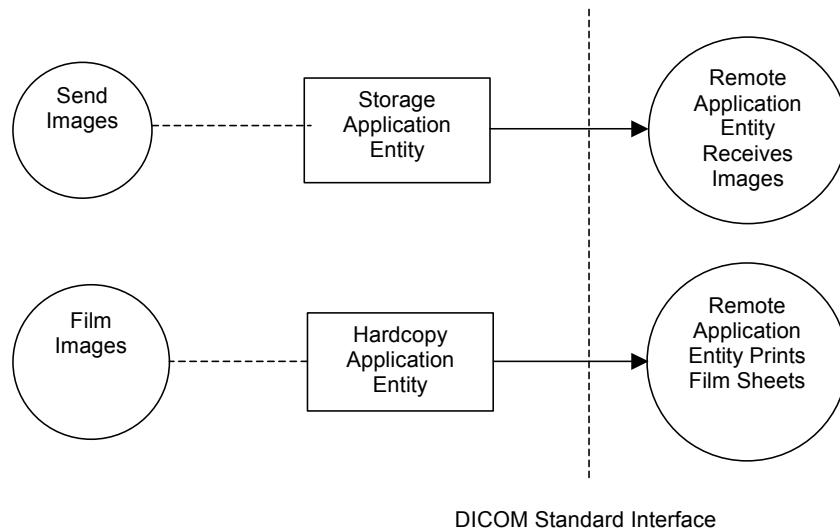 Send
Images
Storage
Application
Entity
Remote
Application
Entity
Receives
Images
Film
Images
Hardcopy
Application
Entity
Remote
Application
Entity Prints
Film Sheets
DICOM Standard Interface